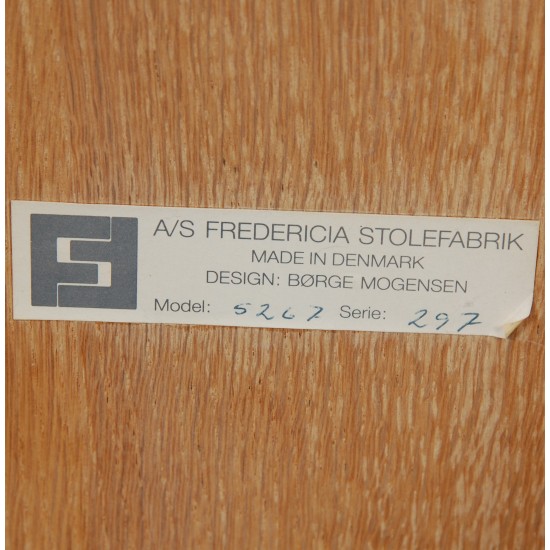 A/S FREDERICIA STOLEFABRIK
MADE IN DENMARK
DESIGN: BØRGE MOGENSEN
Model: 5267 Serie: 297